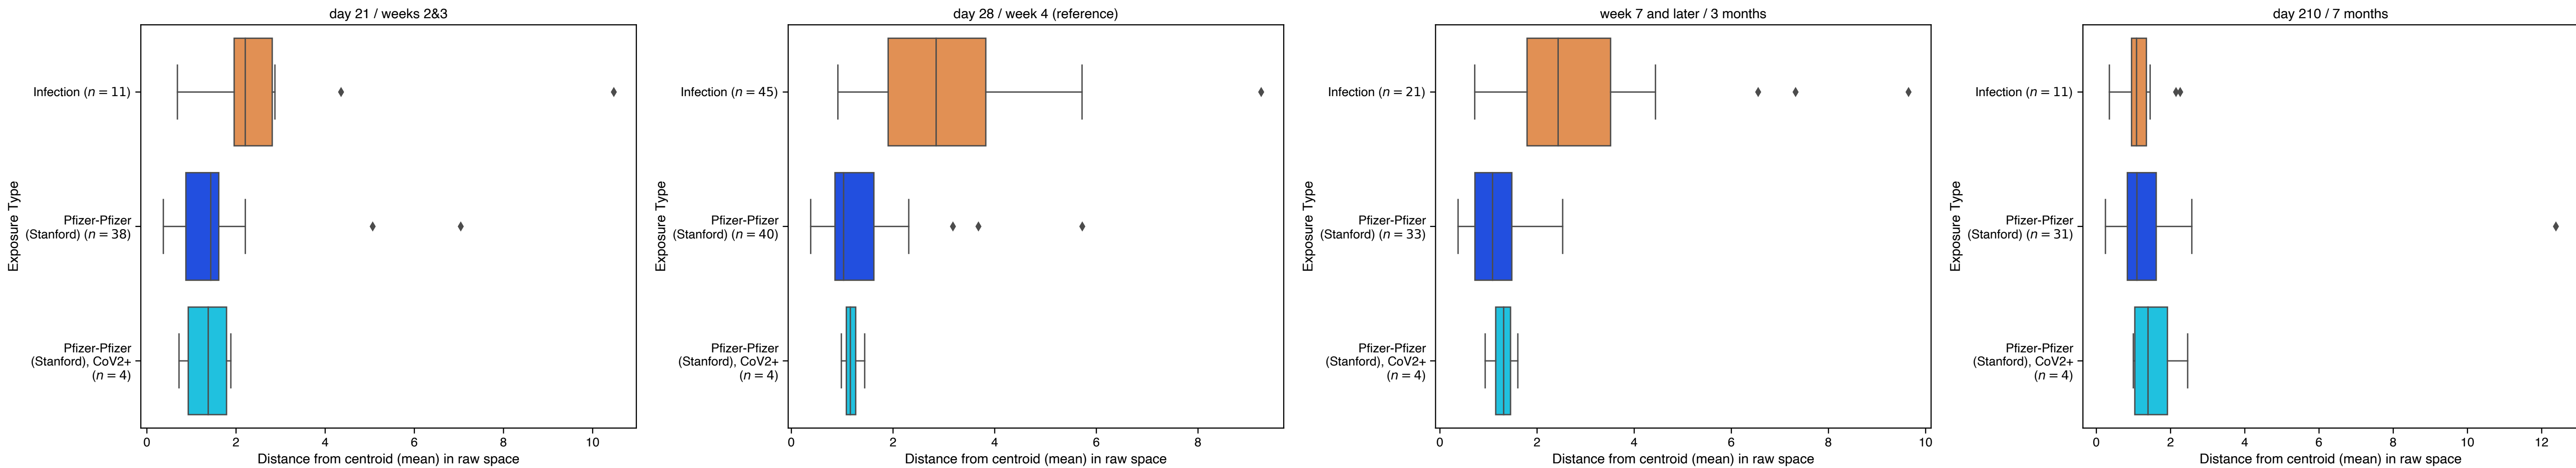 day 21 / weeks 2&3
Exposure Type
Infection (n = 11)
Pfizer-Pfizer
(Stanford) (n = 38)
Pfizer-Pfizer
(Stanford), CoV2+
(n = 4)
0 2 4 6 8 10
Distance from centroid (mean) in raw space
day 28 / week 4 (reference)
Exposure Type
Infection (n = 45)
Pfizer-Pfizer
(Stanford) (n = 40)
Pfizer-Pfizer
(Stanford), CoV2+
(n = 4)
0 2 4 6 8
Distance from centroid (mean) in raw space
week 7 and later / 3 months
Exposure Type
Infection (n = 21)
Pfizer-Pfizer
(Stanford) (n = 33)
Pfizer-Pfizer
(Stanford), CoV2+
(n = 4)
0 2 4 6 8 10
Distance from centroid (mean) in raw space
day 210 / 7 months
Exposure Type
Infection (n = 11)
Pfizer-Pfizer
(Stanford) (n = 31)
Pfizer-Pfizer
(Stanford), CoV2+
(n = 4)
0 2 4 6 8 10 12
Distance from centroid (mean) in raw space